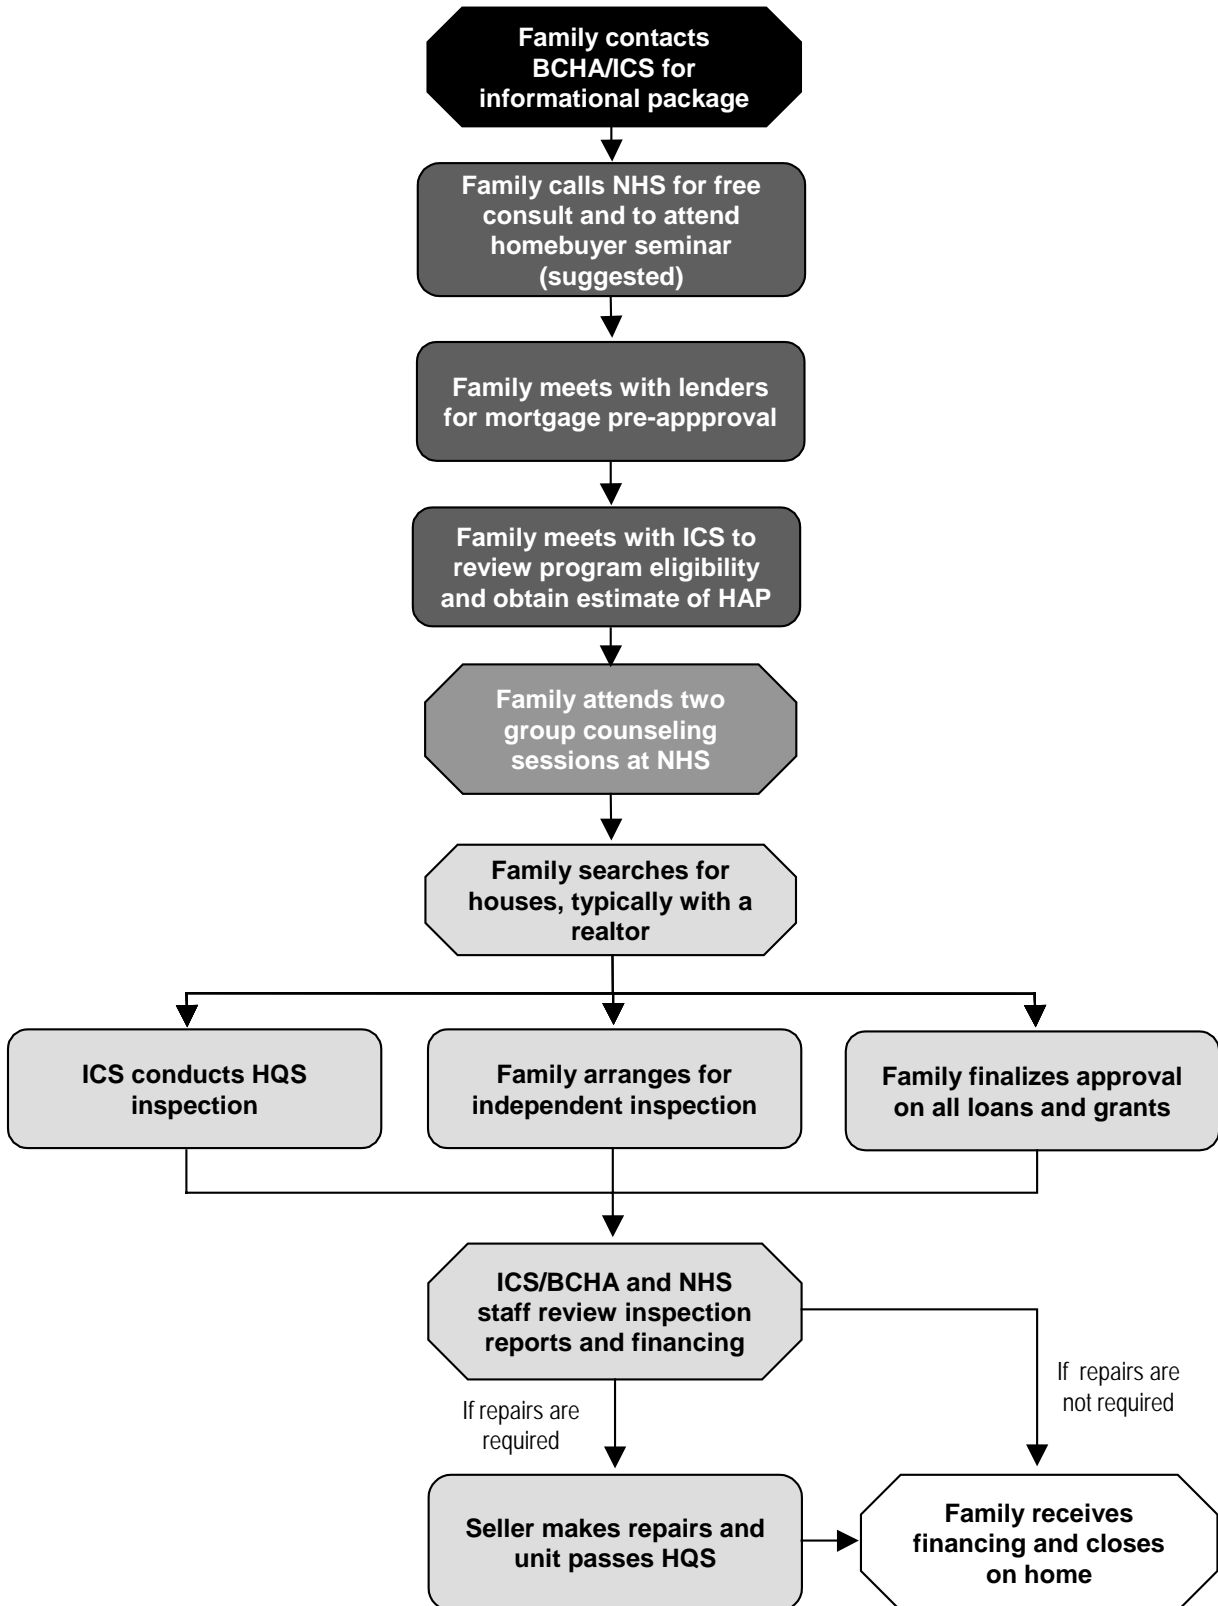 Family contacts
BCHA/ICS for
informational package
Family calls NHS for free
consult and to attend
homebuyer seminar
(suggested)
Family meets with lenders
for mortgage pre-appproval
Family meets with ICS to
review program eligibility
and obtain estimate of HAP
Family attends two
group counseling
sessions at NHS
Family searches for
houses, typically with a
realtor
ICS conducts HQS
inspection
Family arranges for
independent inspection
Family finalizes approval
on all loans and grants
ICS/BCHA and NHS
staff review inspection
reports and financing
If repairs are
required
If repairs are
not required
Seller makes repairs and
unit passes HQS
Family receives
financing and closes
on home